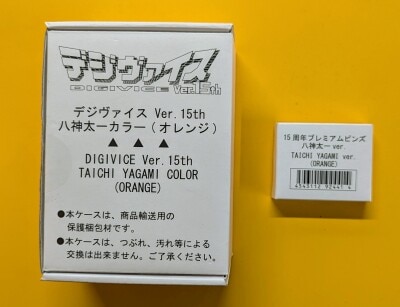 デジヴァイス
DIGIVICE Ver.15th
デジヴァイス Ver.15th
八神太一カラー(オレンジ)
▲ ▲ ▲
DIGIVICE Ver.15th
TAICHI YAGAMI COLOR
(ORANGE)
●本ケースは、商品輸送用の
保護梱包材です。
●本ケースは、つぶれ、汚れ等による
交換は出来ません。ご了承ください。
15周年プレミアムピンズ
八神太一 ver.
TAICHI YAGAMI ver.
(ORANGE)
4543112 92441 4